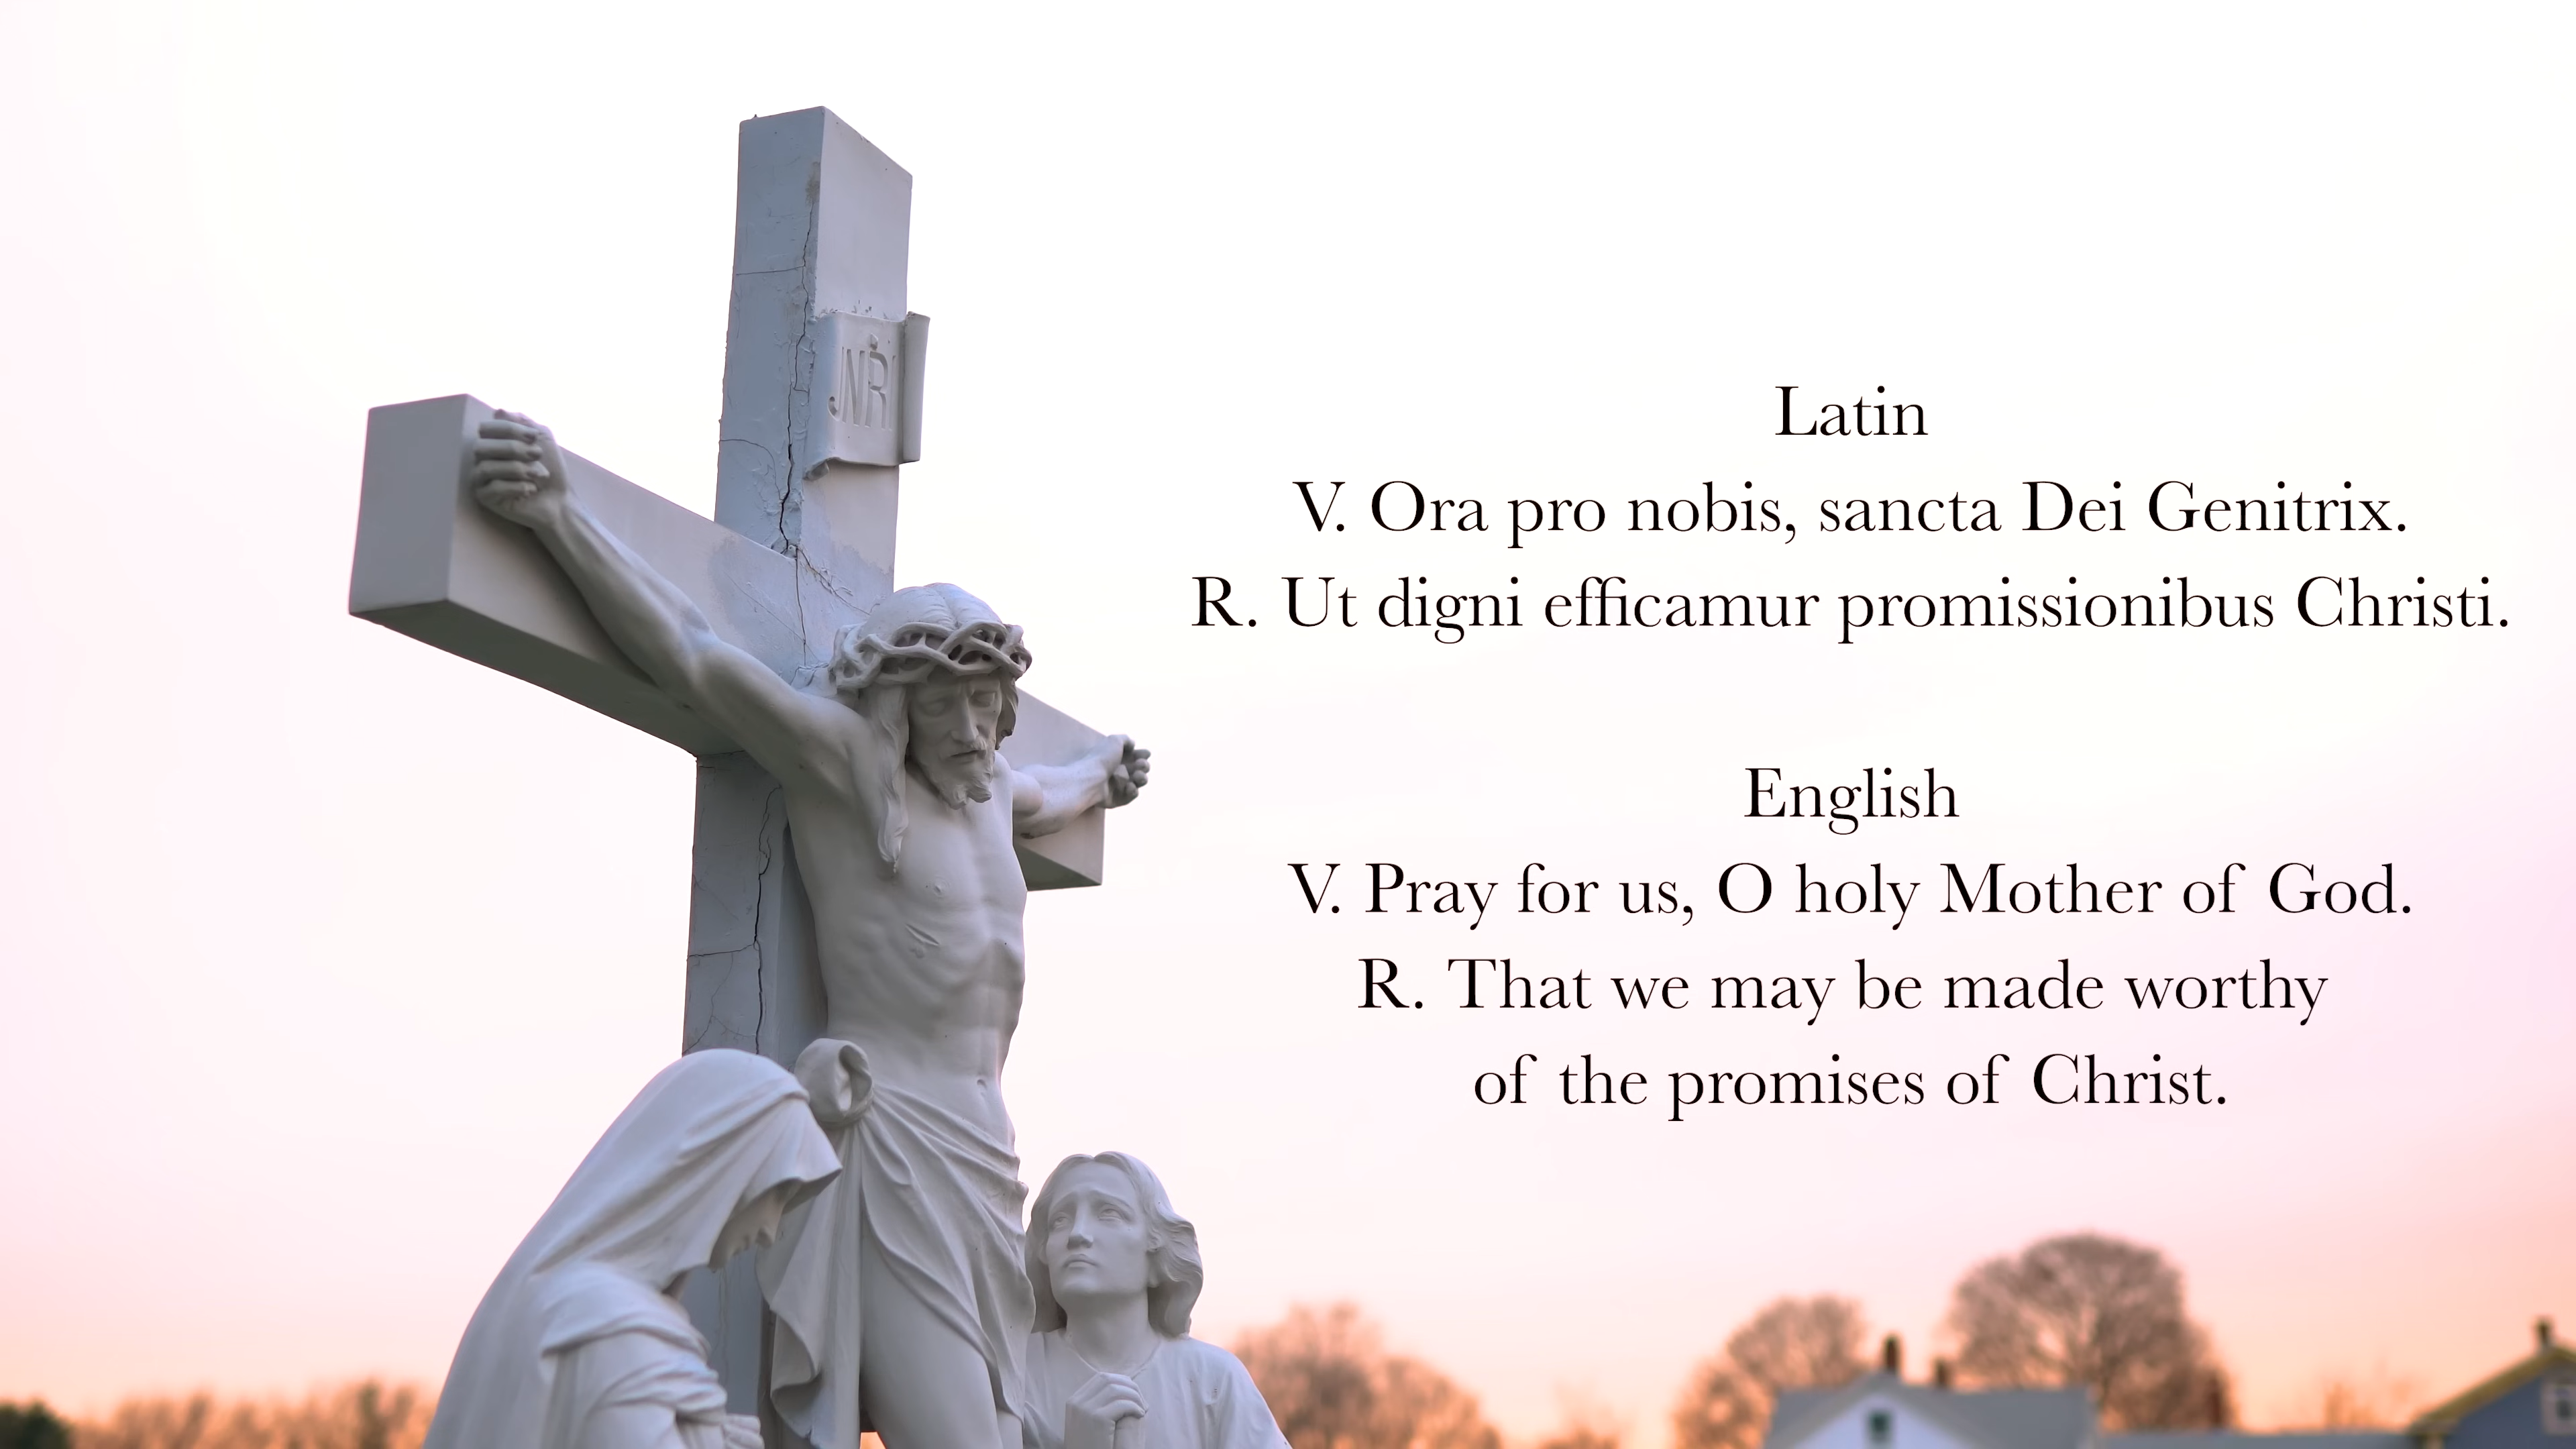 JNRI
Latin
V. Ora pro nobis, sancta Dei Genitrix.
R. Ut digni efficamur promissionibus Christi.
English
V. Pray for us, O holy Mother of God.
R. That we may be made worthy
of the promises of Christ.